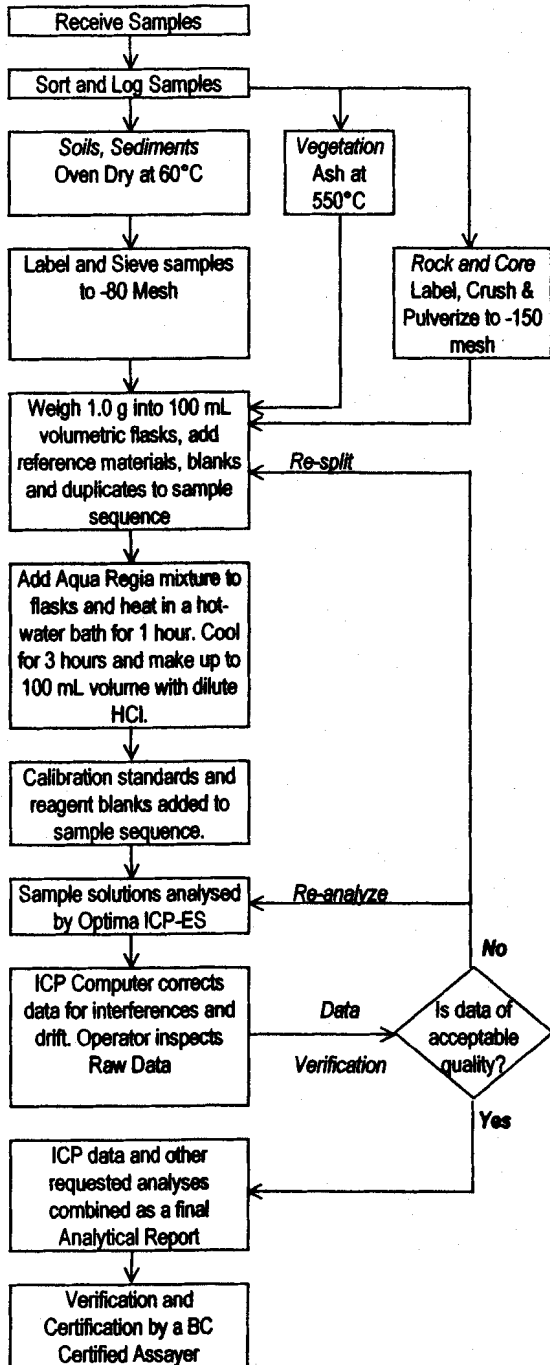 Receive Samples
Sort and Log Samples
Soils, Sediments
Oven Dry at 60°C
Vegetation
Ash at
550°C
Label and Sieve samples
to -80 Mesh
Rock and Core
Label, Crush &
Pulverize to -150
mesh
Weigh 1.0 g into 100 mL
volumetric flasks, add
reference materials, blanks
and duplicates to sample
sequence
Re-split
Add Aqua Regia mixture to
flasks and heat in a hot-
water bath for 1 hour. Cool
for 3 hours and make up to
100 mL volume with dilute
HCl.
Calibration standards and
reagent blanks added to
sample sequence.
Sample solutions analysed
by Optima ICP-ES
Re-analyze
No
ICP Computer corrects
data for interferences and
drift. Operator inspects
Raw Data
Data
Verification
Is data of
acceptable
quality?
Yes
ICP data and other
requested analyses
combined as a final
Analytical Report
Verification and
Certification by a BC
Certified Assayer